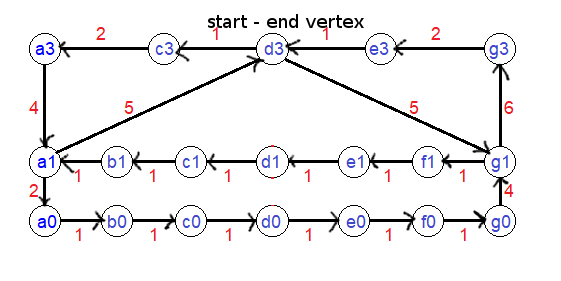 start - end vertex
2 1 1 2
a3 c3 d3 e3 g3
4 5 5 6
a1 b1 c1 d1 e1 f1 g1
1 1 1 1 1 1
2 4
a0 b0 c0 d0 e0 f0 g0
1 1 1 1 1 1